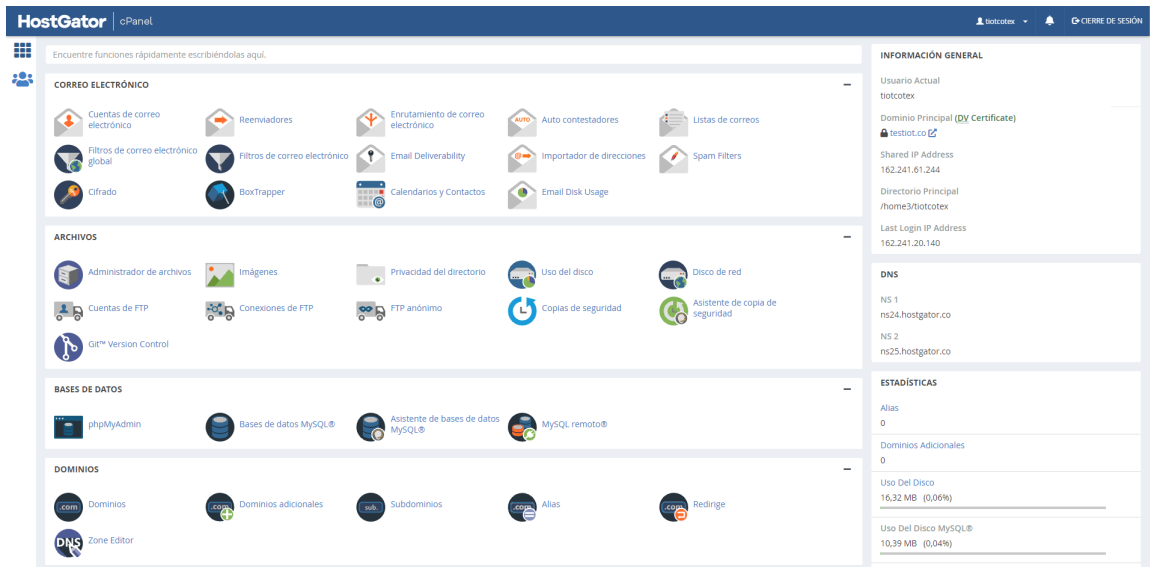 HostGator cPanel
tiotcotex
CIERRE DE SESIÓN
Encuentre funciones rápidamente escribiéndolas aquí.
CORREO ELECTRÓNICO
Cuentas de correo
electrónico
Reenviadores
Enrutamiento de correo
electrónico
AUTO
Auto contestadores
Listas de correos
Filtros de correo electrónico
global
Filtros de correo electrónico
Email Deliverability
Importador de direcciones
Spam Filters
Cifrado
BoxTrapper
Calendarios y Contactos
Email Disk Usage
ARCHIVOS
Administrador de archivos
Imágenes
Privacidad del directorio
Uso del disco
Disco de red
Cuentas de FTP
Conexiones de FTP
FTP anónimo
Copias de seguridad
Asistente de copia de
seguridad
Git™ Version Control
BASES DE DATOS
phpMyAdmin
Bases de datos MySQL®
Asistente de bases de datos
MySQL®
MySQL remoto®
DOMINIOS
.com
Dominios
.com
Dominios adicionales
sub.
Subdominios
.com
Alias
.com
Redirige
DNS
Zone Editor
INFORMACIÓN GENERAL
Usuario Actual
tiotcotex
Dominio Principal (DV Certificate)
testiot.co
Shared IP Address
162.241.61.244
Directorio Principal
/home3/tiotcotex
Last Login IP Address
162.241.20.140
DNS
NS 1
ns24.hostgator.co
NS 2
ns25.hostgator.co
ESTADÍSTICAS
Alias
0
Dominios Adicionales
0
Uso Del Disco
16,32 MB (0,06%)
Uso Del Disco MySQL®
10,39 MB (0,04%)